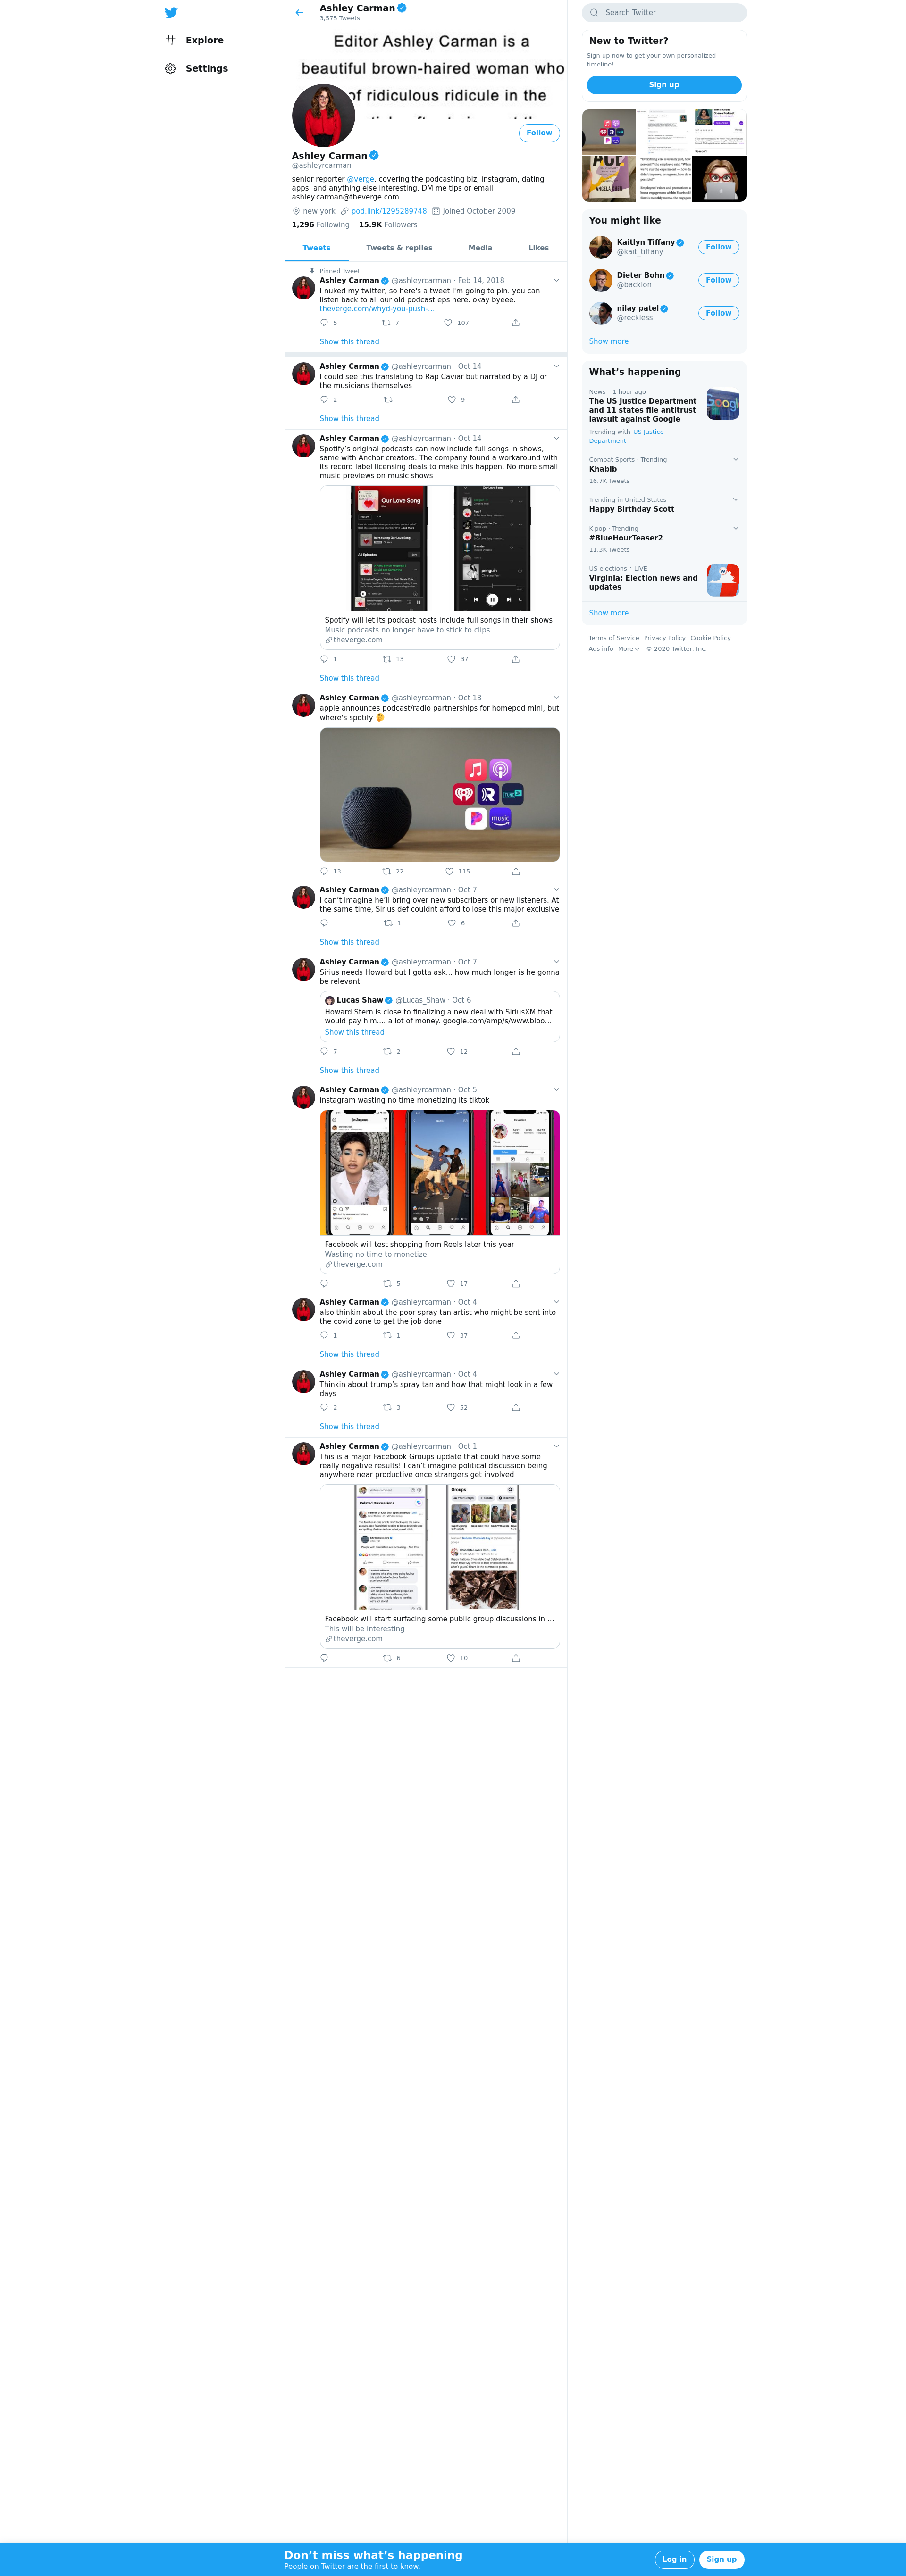 Explore
Settings
Ashley Carman
3,575 Tweets
Editor Ashley Carman is a
beautiful brown-haired woman who
of ridiculous ridicule in the
Follow
Ashley Carman
@ashleyrcarman
senior reporter @verge. covering the podcasting biz, instagram, dating
apps, and anything else interesting. DM me tips or email
ashley.carman@theverge.com
new york pod.link/1295289748 Joined October 2009
1,296 Following 15.9K Followers
Tweets Tweets & replies Media Likes
Pinned Tweet
Ashley Carman @ashleyrcarman · Feb 14, 2018
I nuked my twitter, so here's a tweet I'm going to pin. you can
listen back to all our old podcast eps here. okay byeee:
theverge.com/whyd-you-push-...
5 7 107
Show this thread
Ashley Carman @ashleyrcarman · Oct 14
I could see this translating to Rap Caviar but narrated by a DJ or
the musicians themselves
2 9
Show this thread
Ashley Carman @ashleyrcarman · Oct 14
Spotify's original podcasts can now include full songs in shows,
same with Anchor creators. The company found a workaround with
its record label licensing deals to make this happen. No more small
music previews on music shows
Our Love Song
Introducing Our Love Song
All Episodes
penguin
Spotify will let its podcast hosts include full songs in their shows
Music podcasts no longer have to stick to clips
theverge.com
1 13 37
Show this thread
Ashley Carman @ashleyrcarman · Oct 13
apple announces podcast/radio partnerships for homepod mini, but
where's spotify 🤔
music
13 22 115
Ashley Carman @ashleyrcarman · Oct 7
I can't imagine he'll bring over new subscribers or new listeners. At
the same time, Sirius def couldnt afford to lose this major exclusive
1 6
Show this thread
Ashley Carman @ashleyrcarman · Oct 7
Sirius needs Howard but I gotta ask... how much longer is he gonna
be relevant
Lucas Shaw @Lucas_Shaw · Oct 6
Howard Stern is close to finalizing a new deal with SiriusXM that
would pay him.... a lot of money. google.com/amp/s/www.bloo...
Show this thread
7 2 12
Show this thread
Ashley Carman @ashleyrcarman · Oct 5
instagram wasting no time monetizing its tiktok
Instagram
Facebook will test shopping from Reels later this year
Wasting no time to monetize
theverge.com
5 17
Ashley Carman @ashleyrcarman · Oct 4
also thinkin about the poor spray tan artist who might be sent into
the covid zone to get the job done
1 1 37
Show this thread
Ashley Carman @ashleyrcarman · Oct 4
Thinkin about trump's spray tan and how that might look in a few
days
2 3 52
Show this thread
Ashley Carman @ashleyrcarman · Oct 1
This is a major Facebook Groups update that could have some
really negative results! I can't imagine political discussion being
anywhere near productive once strangers get involved
Related Discussions
Groups
Facebook will start surfacing some public group discussions in ...
This will be interesting
theverge.com
6 10
Search Twitter
New to Twitter?
Sign up now to get your own personalized
timeline!
Sign up
You might like
Kaitlyn Tiffany
@kait_tiffany
Follow
Dieter Bohn
@backlon
Follow
nilay patel
@reckless
Follow
Show more
What's happening
News · 1 hour ago
The US Justice Department
and 11 states file antitrust
lawsuit against Google
Trending with US Justice
Department
Combat Sports · Trending
Khabib
16.7K Tweets
Trending in United States
Happy Birthday Scott
K-pop · Trending
#BlueHourTeaser2
11.3K Tweets
US elections · LIVE
Virginia: Election news and
updates
Show more
Terms of Service Privacy Policy Cookie Policy
Ads info More © 2020 Twitter, Inc.
Don't miss what's happening
People on Twitter are the first to know.
Log in Sign up